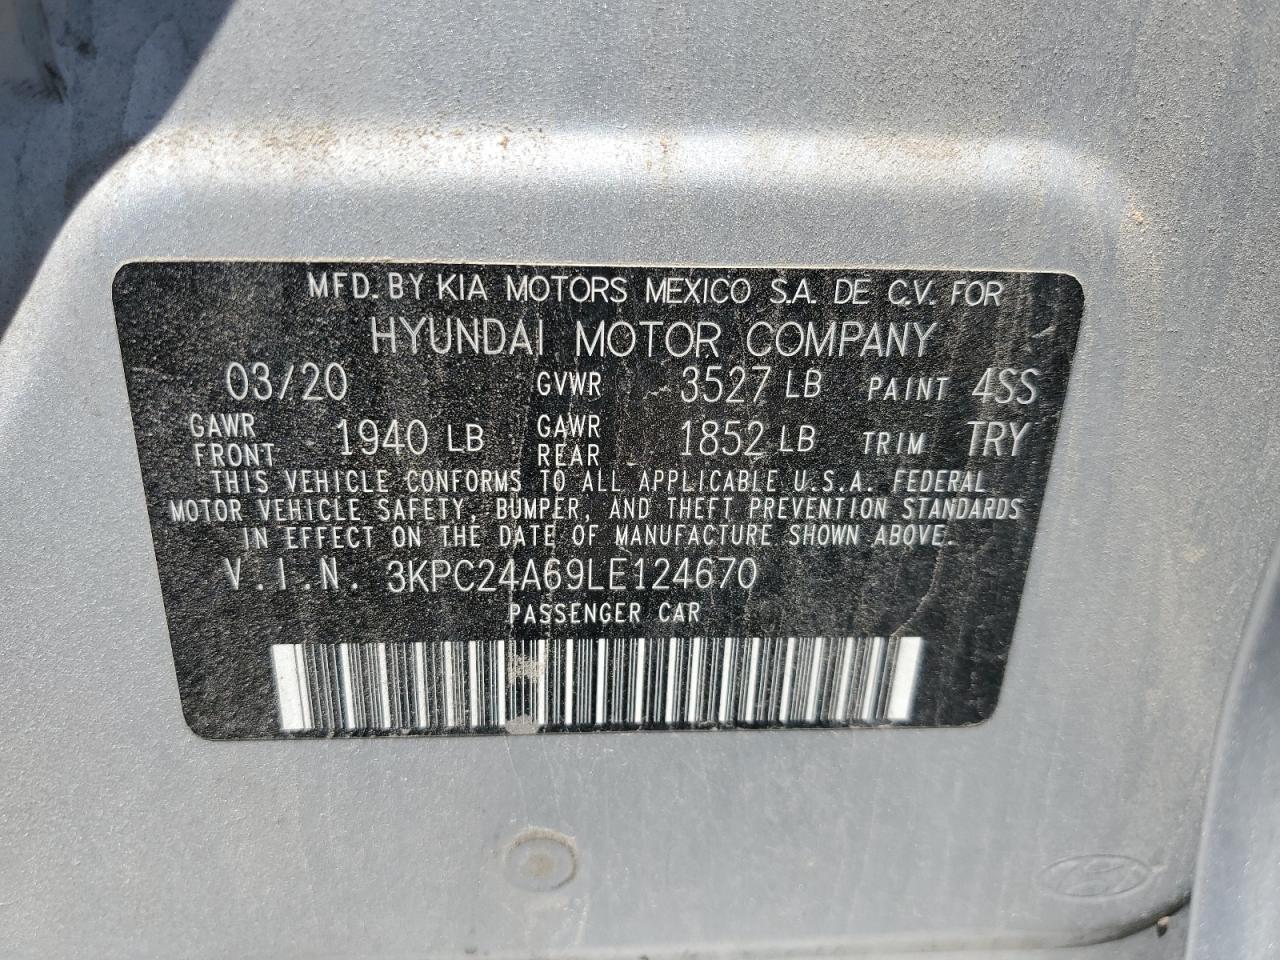 MFD. BY KIA MOTORS MEXICO S.A. DE C.V. FOR
HYUNDAI MOTOR COMPANY
03/20 GVWR 3527 LB PAINT 4SS
GAWR FRONT 1940 LB GAWR REAR 1852 LB TRIM TRY
THIS VEHICLE CONFORMS TO ALL APPLICABLE U.S.A. FEDERAL
MOTOR VEHICLE SAFETY, BUMPER, AND THEFT PREVENTION STANDARDS
IN EFFECT ON THE DATE OF MANUFACTURE SHOWN ABOVE.
V.I.N. 3KPC24A69LE124670
PASSENGER CAR